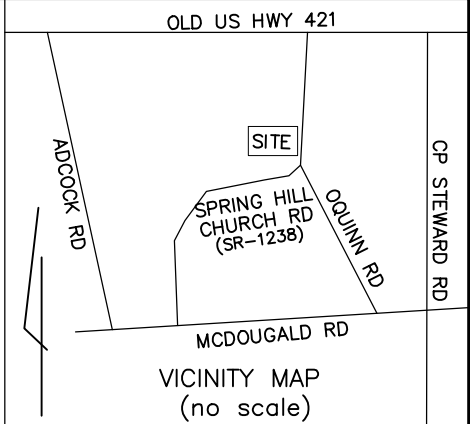 OLD US HWY 421
ADCOCK RD
SITE
SPRING HILL
CHURCH RD
(SR-1238)
OQUINN RD
CP STEWARD RD
MCDOUGALD RD
VICINITY MAP
(no scale)